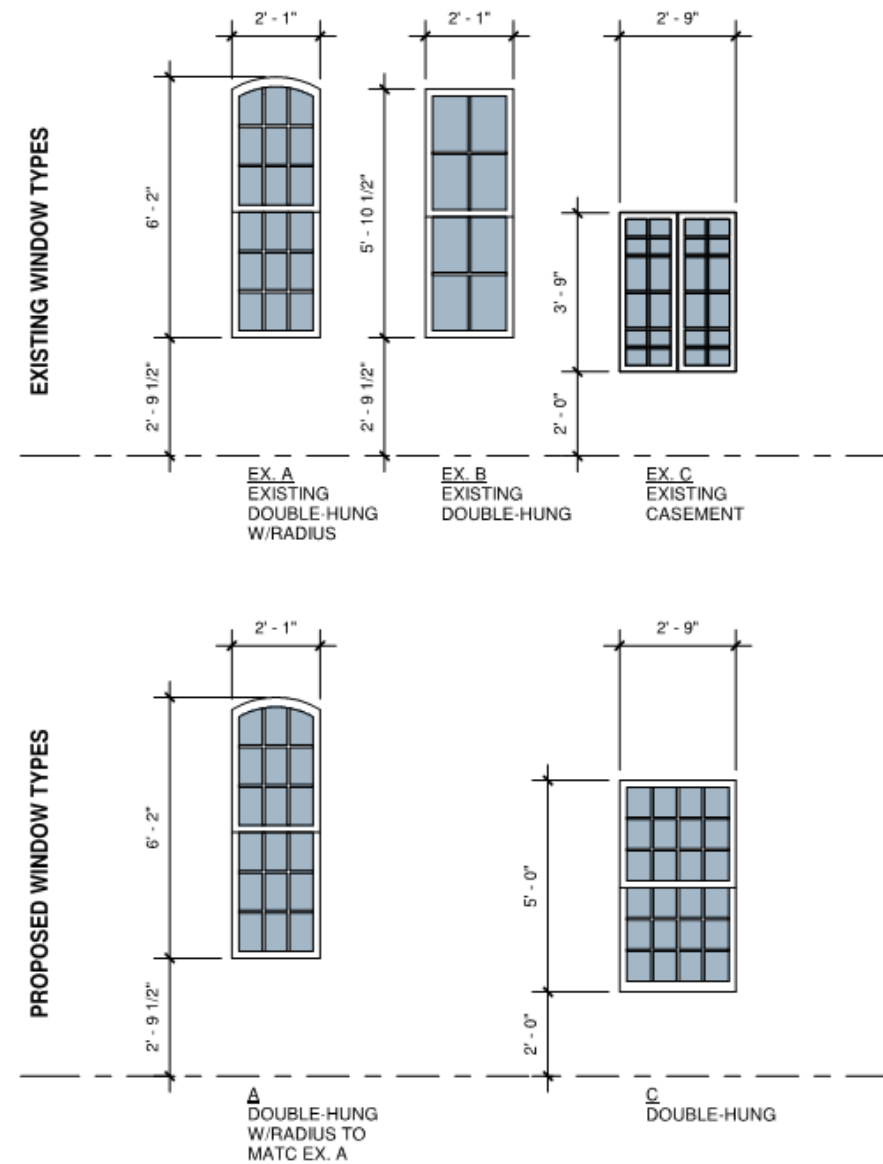 EXISTING WINDOW TYPES
2' - 1"
2' - 1"
2' - 9"
6' - 2"
5' - 10 1/2"
3' - 9"
2' - 9 1/2"
2' - 9 1/2"
2' - 0"
EX. A
EXISTING
DOUBLE-HUNG
W/RADIUS
EX. B
EXISTING
DOUBLE-HUNG
EX. C
EXISTING
CASEMENT
PROPOSED WINDOW TYPES
2' - 1"
2' - 9"
6' - 2"
5' - 0"
2' - 9 1/2"
2' - 0"
A
DOUBLE-HUNG
W/RADIUS TO
MATC EX. A
C
DOUBLE-HUNG